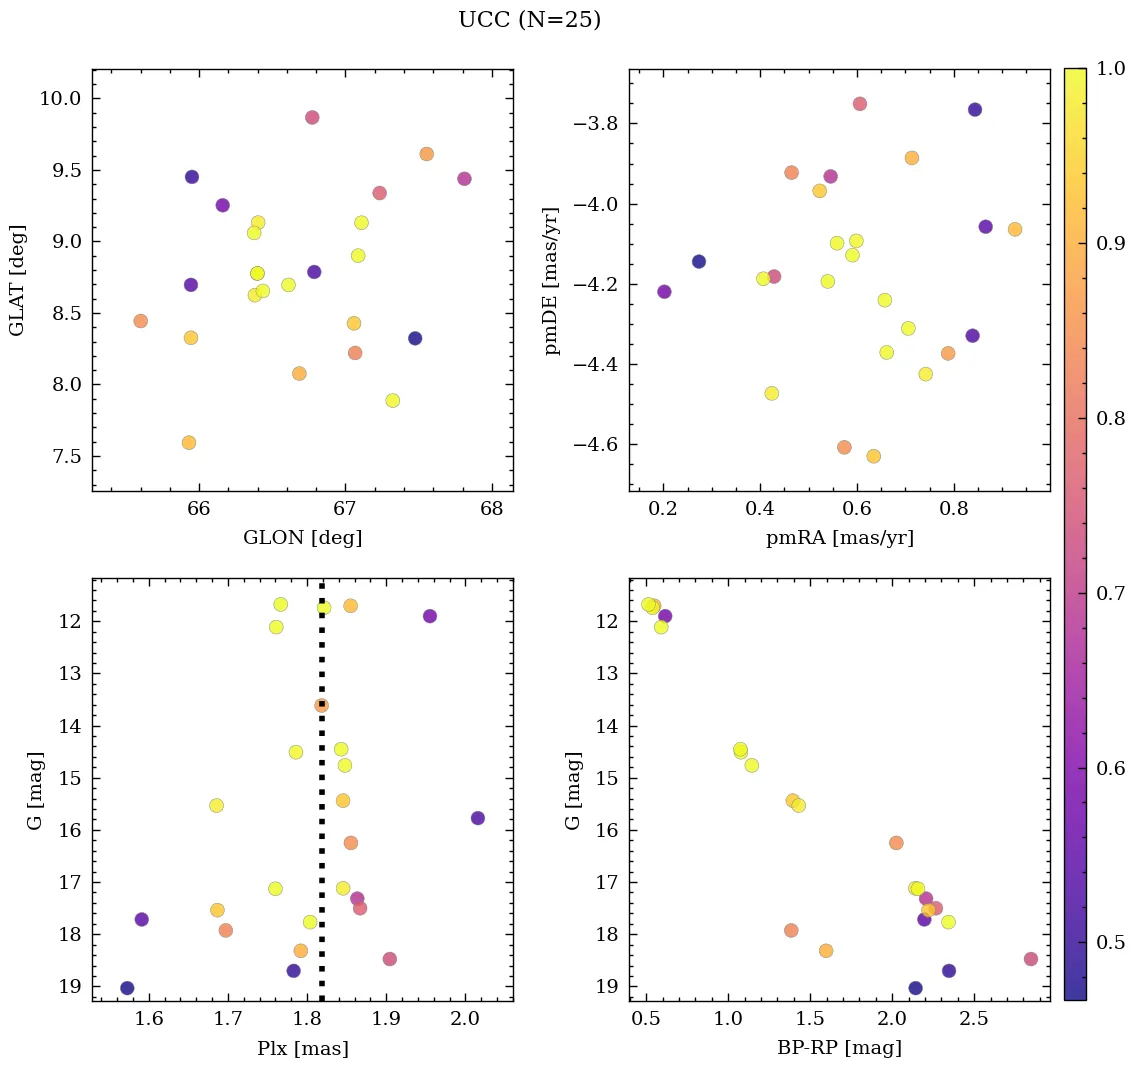 UCC (N=25)
10.0
9.5
9.0
8.5
8.0
7.5
GLAT [deg]
66 67 68
GLON [deg]
−3.8
−4.0
−4.2
−4.4
−4.6
pmDE [mas/yr]
0.2 0.4 0.6 0.8
pmRA [mas/yr]
12
13
14
15
16
17
18
19
G [mag]
1.6 1.7 1.8 1.9 2.0
Plx [mas]
12
13
14
15
16
17
18
19
G [mag]
0.5 1.0 1.5 2.0 2.5
BP-RP [mag]
1.0
0.9
0.8
0.7
0.6
0.5